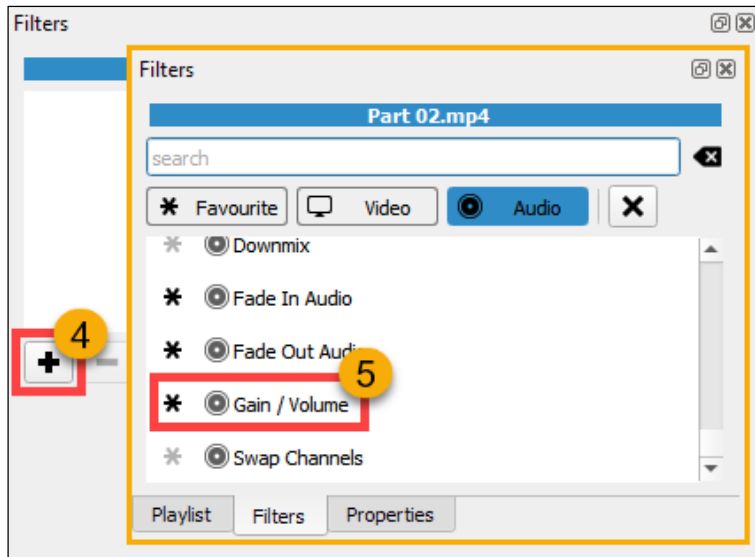 Filters
Filters
Part 02.mp4
search
Favourite Video Audio
Downmix
Fade In Audio
Fade Out Audio
4
5
Gain / Volume
Swap Channels
Playlist Filters Properties